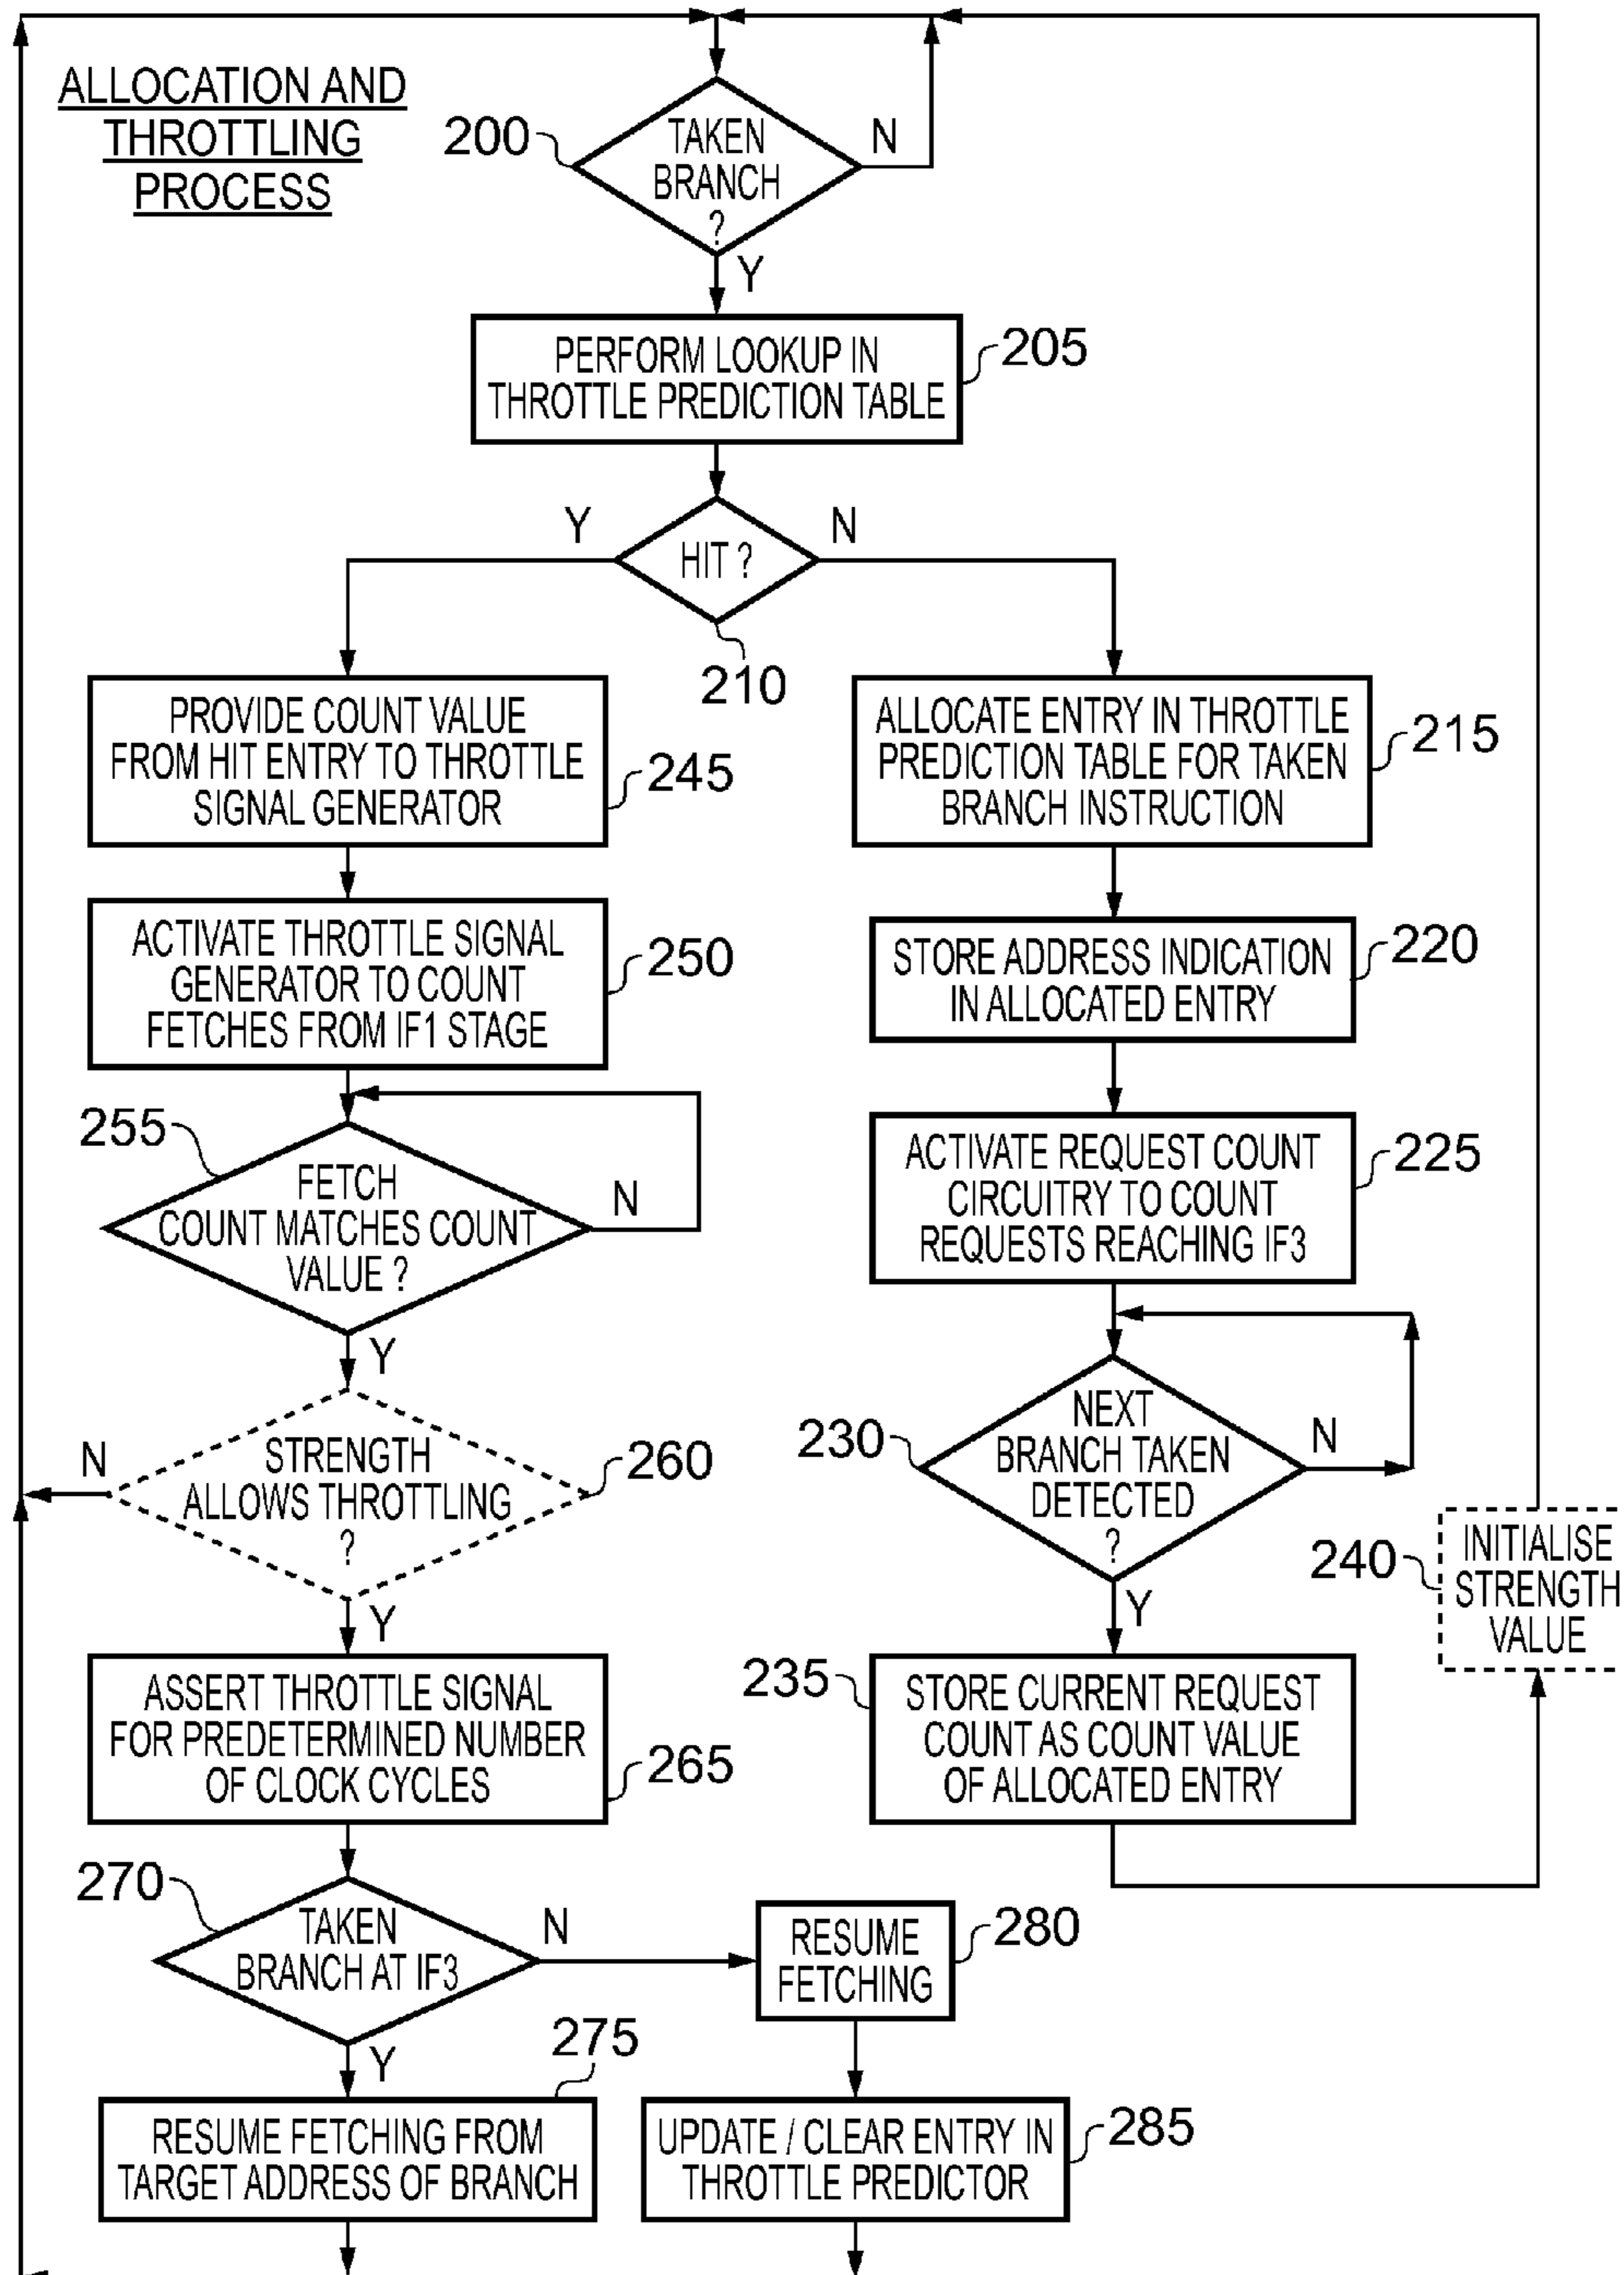 ALLOCATION AND
THROTTLING
PROCESS
200
TAKEN
BRANCH
?
N
Y
PERFORM LOOKUP IN
THROTTLE PREDICTION TABLE
205
Y
HIT ?
N
210
PROVIDE COUNT VALUE
FROM HIT ENTRY TO THROTTLE
SIGNAL GENERATOR
245
ALLOCATE ENTRY IN THROTTLE
PREDICTION TABLE FOR TAKEN
BRANCH INSTRUCTION
215
ACTIVATE THROTTLE SIGNAL
GENERATOR TO COUNT
FETCHES FROM IF1 STAGE
250
STORE ADDRESS INDICATION
IN ALLOCATED ENTRY
220
255
FETCH
COUNT MATCHES COUNT
VALUE ?
N
Y
ACTIVATE REQUEST COUNT
CIRCUITRY TO COUNT
REQUESTS REACHING IF3
225
N
STRENGTH
ALLOWS THROTTLING
?
260
Y
230
NEXT
BRANCH TAKEN
DETECTED
?
N
Y
240
INITIALISE
STRENGTH
VALUE
ASSERT THROTTLE SIGNAL
FOR PREDETERMINED NUMBER
OF CLOCK CYCLES
265
235
STORE CURRENT REQUEST
COUNT AS COUNT VALUE
OF ALLOCATED ENTRY
270
TAKEN
BRANCH AT IF3
N
Y
RESUME
FETCHING
280
275
RESUME FETCHING FROM
TARGET ADDRESS OF BRANCH
UPDATE / CLEAR ENTRY IN
THROTTLE PREDICTOR
285